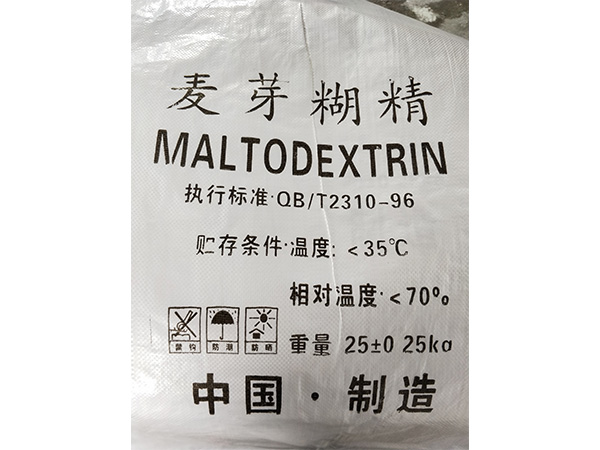 麦芽糊精
MALTODEXTRIN
执行标准·QB/T2310-96
贮存条件·温度:<35℃
相对温度·<70%
禁钩 防潮 防晒
重量 25±0 25kg
中国·制造